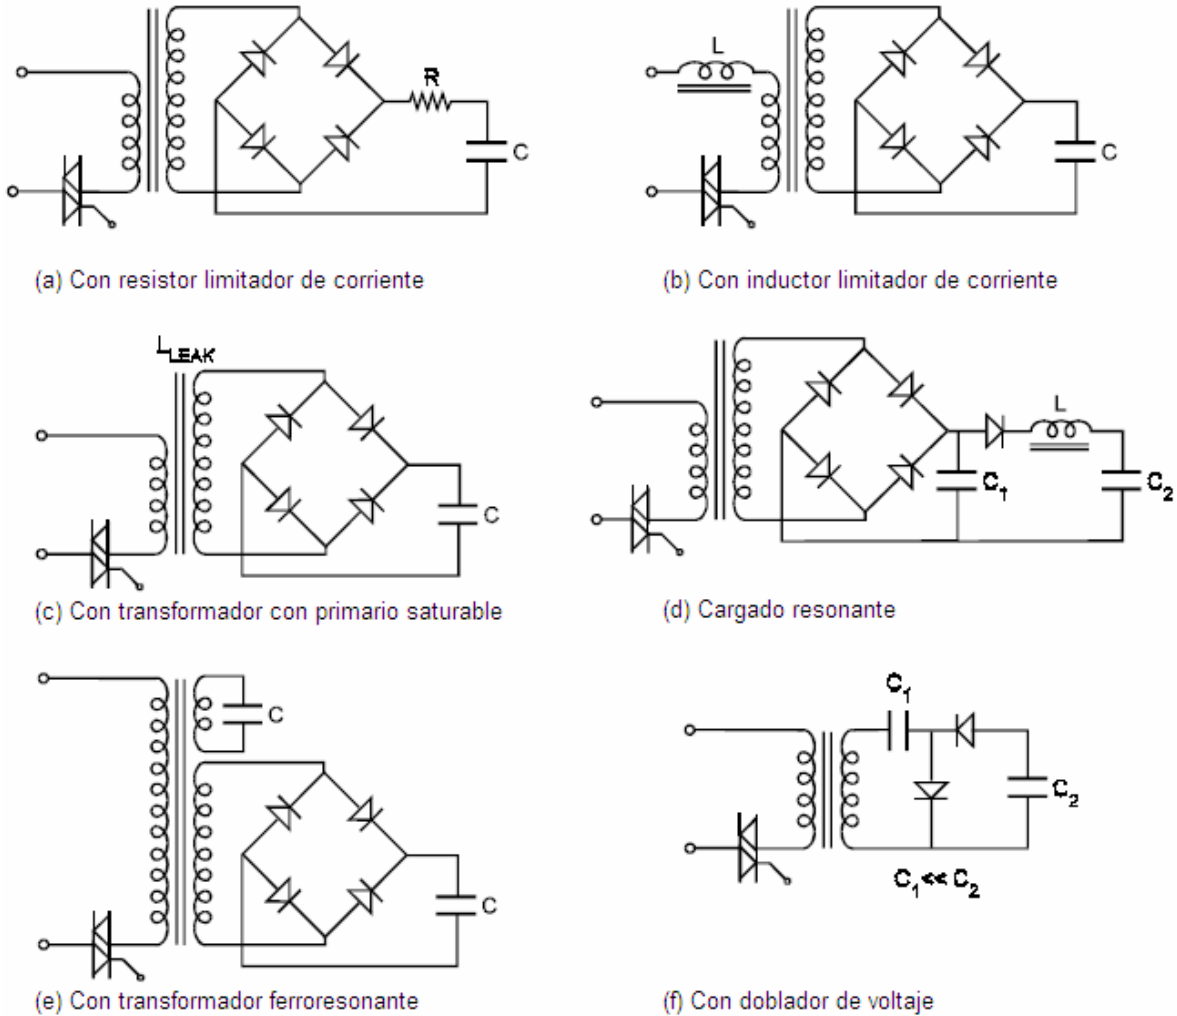 R
C
(a) Con resistor limitador de corriente
L
C
(b) Con inductor limitador de corriente
L LEAK
C
(c) Con transformador con primario saturable
L
C1
C2
(d) Cargado resonante
C
C
(e) Con transformador ferroresonante
C1
C2
C1<< C2
(f) Con doblador de voltaje